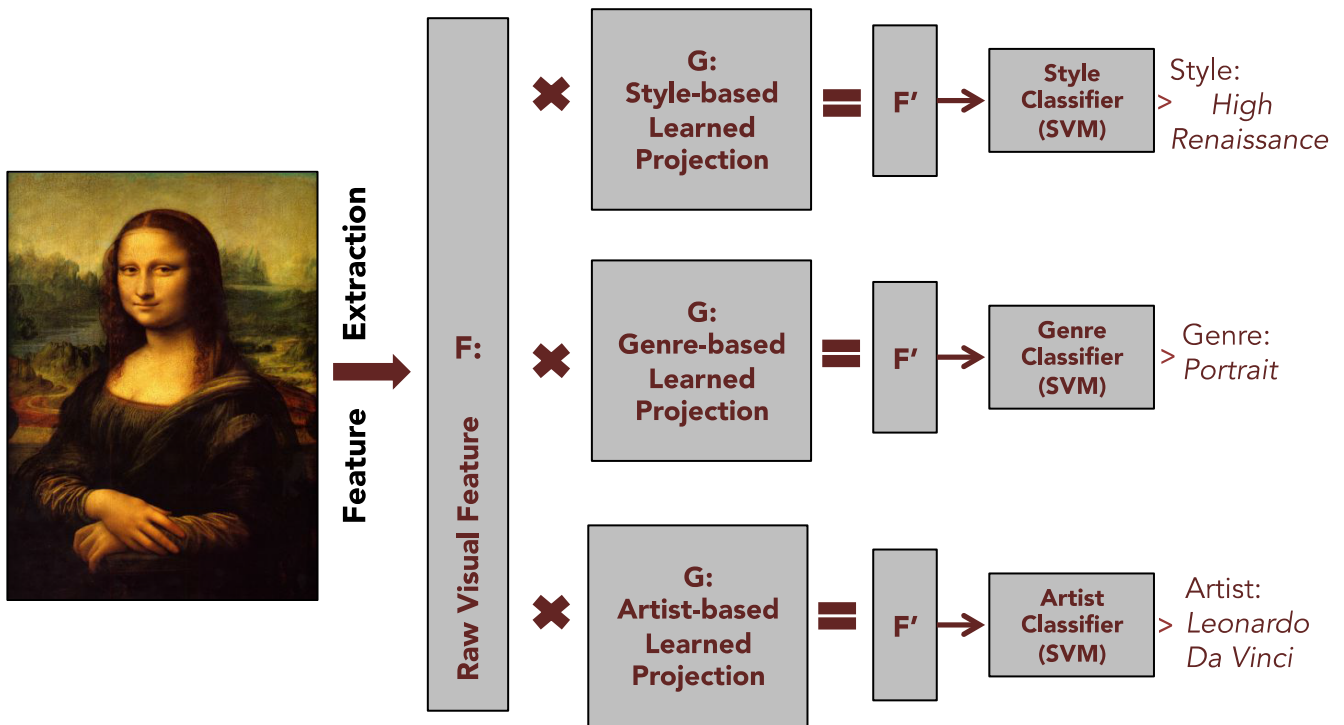 Feature Extraction
F: Raw Visual Feature
G:
Style-based
Learned
Projection
F’
Style
Classifier
(SVM)
> Style:
High
Renaissance
G:
Genre-based
Learned
Projection
F’
Genre
Classifier
(SVM)
> Genre:
Portrait
G:
Artist-based
Learned
Projection
F’
Artist
Classifier
(SVM)
> Artist:
Leonardo
Da Vinci